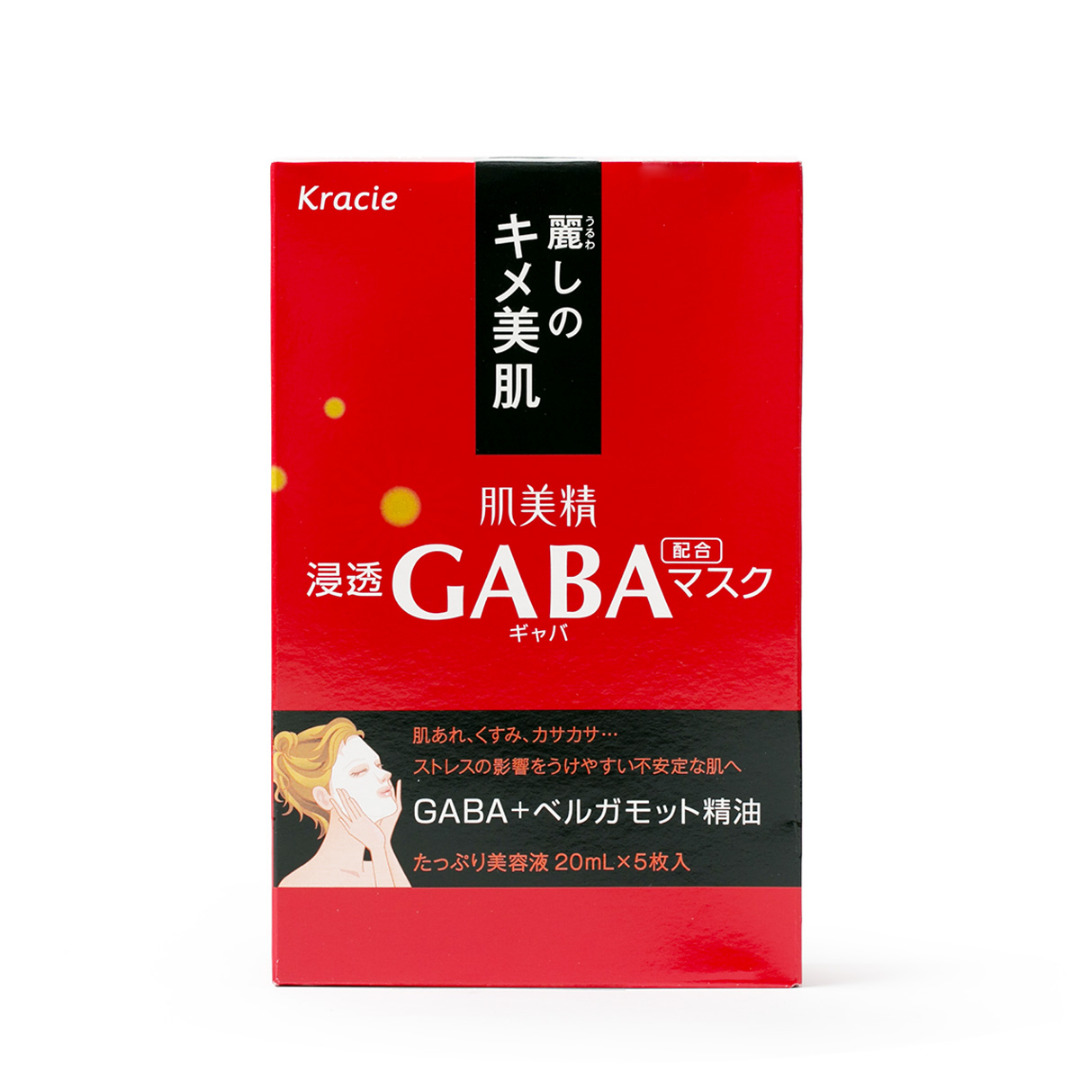 Kracie
麗しの
うるわ
キメ美肌
肌美精
浸透GABA配合マスク
ギャバ
肌あれ、くすみ、カサカサ…
ストレスの影響をうけやすい不安定な肌へ
GABA+ベルガモット精油
たっぷり美容液 20mL×5枚入